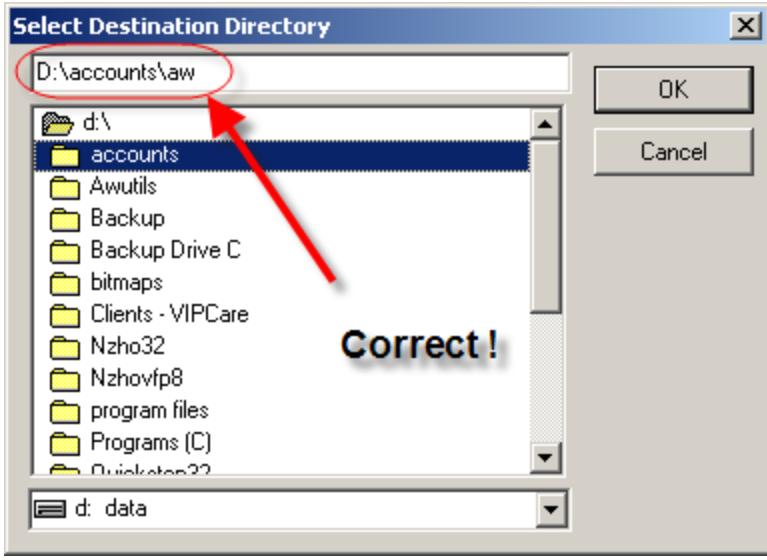 Select Destination Directory
D:\accounts\aw
OK
Cancel
d:\
accounts
Awutils
Backup
Backup Drive C
bitmaps
Clients - VIPCare
Nzho32
Nzhovfp8
program files
Programs (C)
Correct !
d: data